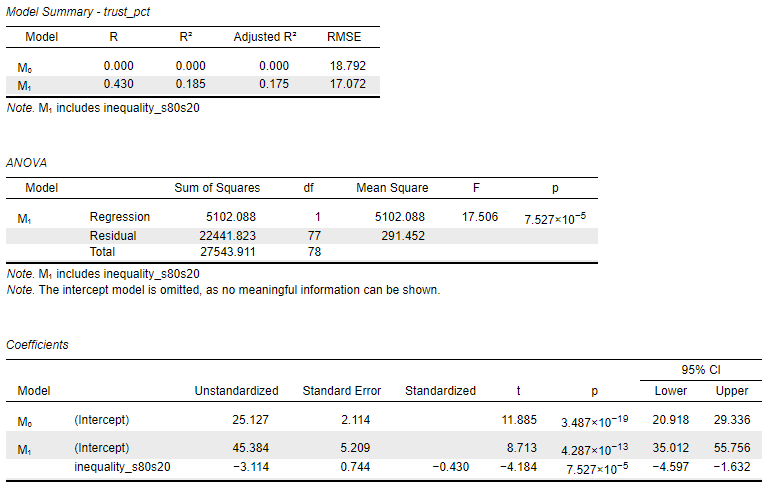 Model Summary - trust_pct
Model R R² Adjusted R² RMSE
M₀ 0.000 0.000 0.000 18.792
M₁ 0.430 0.185 0.175 17.072
Note. M₁ includes inequality_s80s20
ANOVA
Model Sum of Squares df Mean Square F p
M₁ Regression 5102.088 1 5102.088 17.506 7.527×10⁻⁵
Residual 22441.823 77 291.452
Total 27543.911 78
Note. M₁ includes inequality_s80s20
Note. The intercept model is omitted, as no meaningful information can be shown.
Coefficients
95% CI
Model Unstandardized Standard Error Standardized t p Lower Upper
M₀ (Intercept) 25.127 2.114 11.885 3.487×10⁻¹⁹ 20.918 29.336
M₁ (Intercept) 45.384 5.209 8.713 4.287×10⁻¹³ 35.012 55.756
inequality_s80s20 −3.114 0.744 −0.430 −4.184 7.527×10⁻⁵ −4.597 −1.632